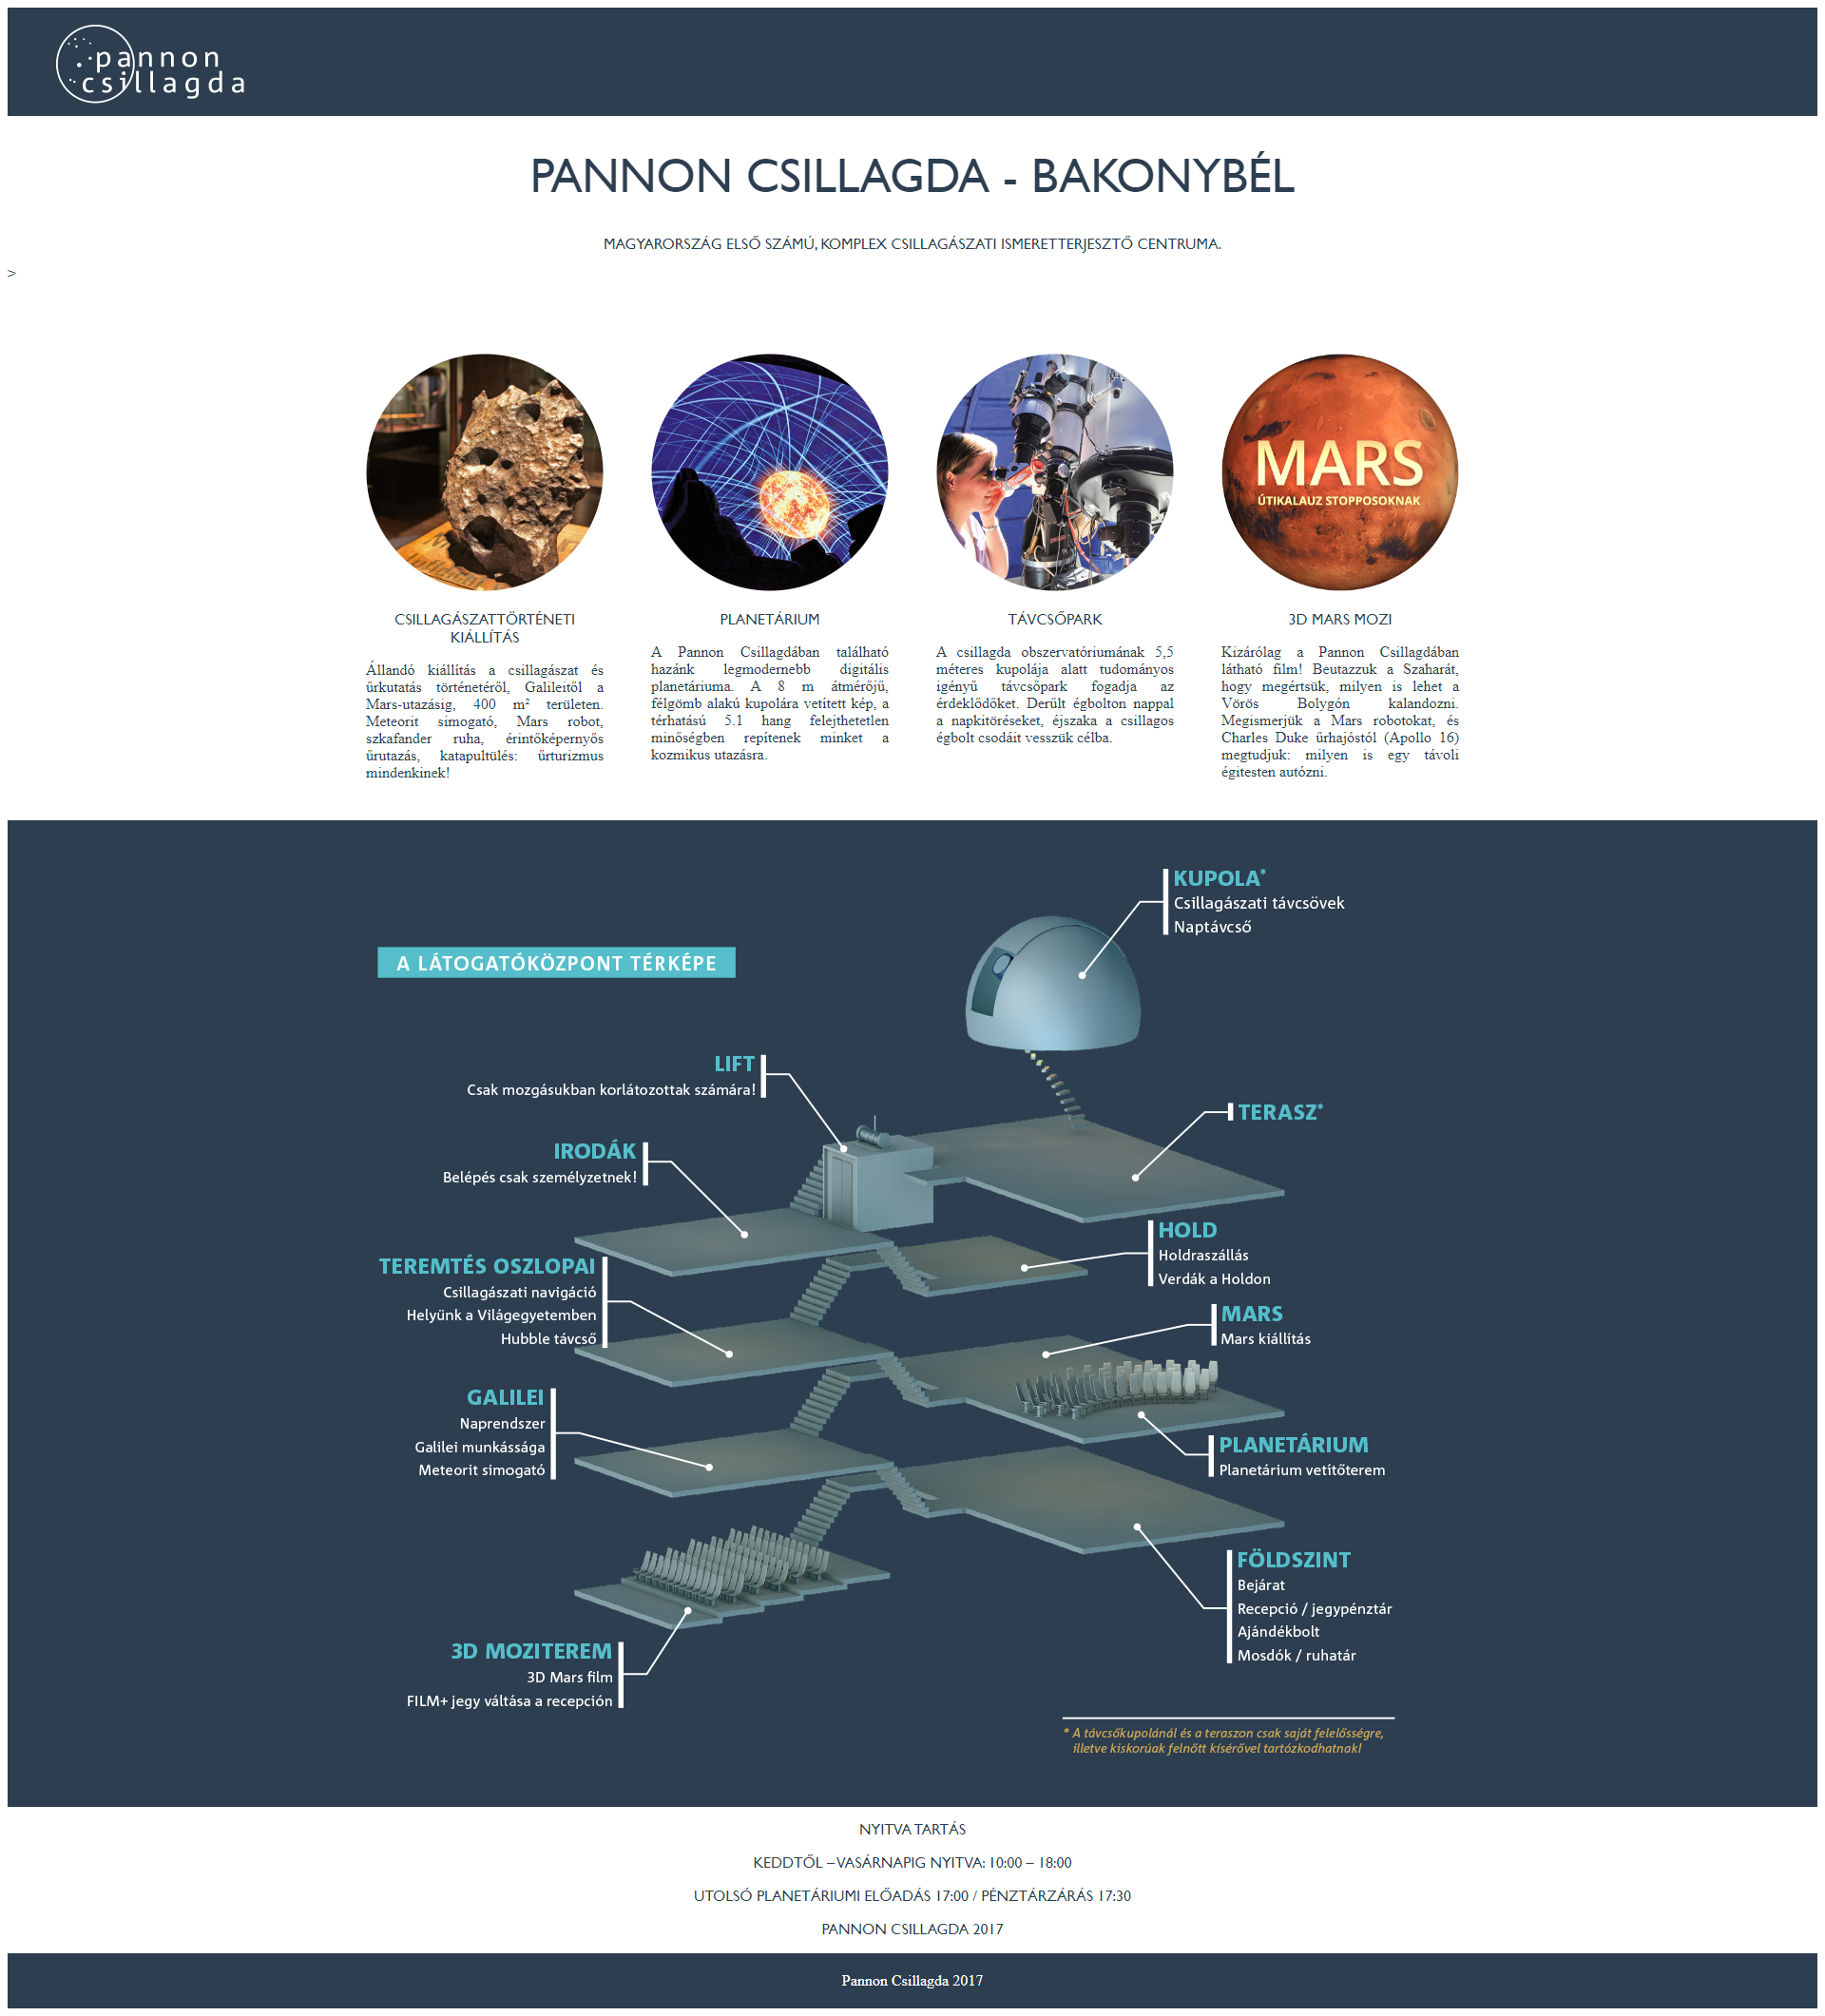 pannon
csillagda
PANNON CSILLAGDA - BAKONYBÉL
MAGYARORSZÁG ELSŐ SZÁMÚ, KOMPLEX CSILLAGÁSZATI ISMERETTERJESZTŐ CENTRUMA.
>
MARS
ÚTIKALAUZ STOPPOSOKNAK
CSILLAGÁSZATTÖRTÉNETI
KIÁLLÍTÁS
Állandó kiállítás a csillagászat és
űrkutatás történetéről, Galileitől a
Mars-utazásig, 400 m² területen.
Meteorit simogató, Mars robot,
szkafander ruha, érintőképernyős
űrutazás, katapultülés: űrturizmus
mindenkinek!
PLANETÁRIUM
A Pannon Csillagdában található
hazánk legmodernebb digitális
planetáriuma. A 8 m átmérőjű,
félgömb alakú kupolára vetített kép, a
térhatású 5.1 hang felejthetetlen
minőségben repítenek minket a
kozmikus utazásra.
TÁVCSŐPARK
A csillagda obszervatóriumának 5,5
méteres kupolája alatt tudományos
igényű távcsőpark fogadja az
érdeklődőket. Derűlt égbolton nappal
a napkitöréseket, éjszaka a csillagos
égbolt csodáit vesszük célba.
3D MARS MOZI
Kizárólag a Pannon Csillagdában
látható film! Beutazzuk a Szaharát,
hogy megértsük, milyen is lehet a
Vörös Bolygón kalandozni.
Megismerjük a Mars robotokat, és
Charles Duke űrhajóstól (Apollo 16)
megtudjuk: milyen is egy távoli
égitesten autózni.
KUPOLA*
Csillagászati távcsövek
Naptávcső
A LÁTOGATÓKÖZPONT TÉRKÉPE
LIFT
Csak mozgásukban korlátozottak számára!
TERASZ*
IRODÁK
Belépés csak személyzetnek!
HOLD
Holdraszállás
Verdák a Holdon
TEREMTÉS OSZLOPAI
Csillagászati navigáció
Helyünk a Világegyetemben
Hubble távcső
MARS
Mars kiállítás
GALILEI
Naprendszer
Galilei munkássága
Meteorit simogató
PLANETÁRIUM
Planetárium vetítőterem
FÖLDSZINT
Bejárat
Recepció / jegypénztár
Ajándékbolt
Mosdók / ruhatár
3D MOZITEREM
3D Mars film
FILM+ jegy váltása a recepción
* A távcsőkupolánál és a teraszon csak saját felelősségre,
illetve kiskorúak felnőtt kísérővel tartózkodhatnak!
NYITVA TARTÁS
KEDDTŐL – VASÁRNAPIG NYITVA: 10:00 – 18:00
UTOLSÓ PLANETÁRIUMI ELŐADÁS 17:00 / PÉNZTÁRZÁRÁS 17:30
PANNON CSILLAGDA 2017
Pannon Csillagda 2017